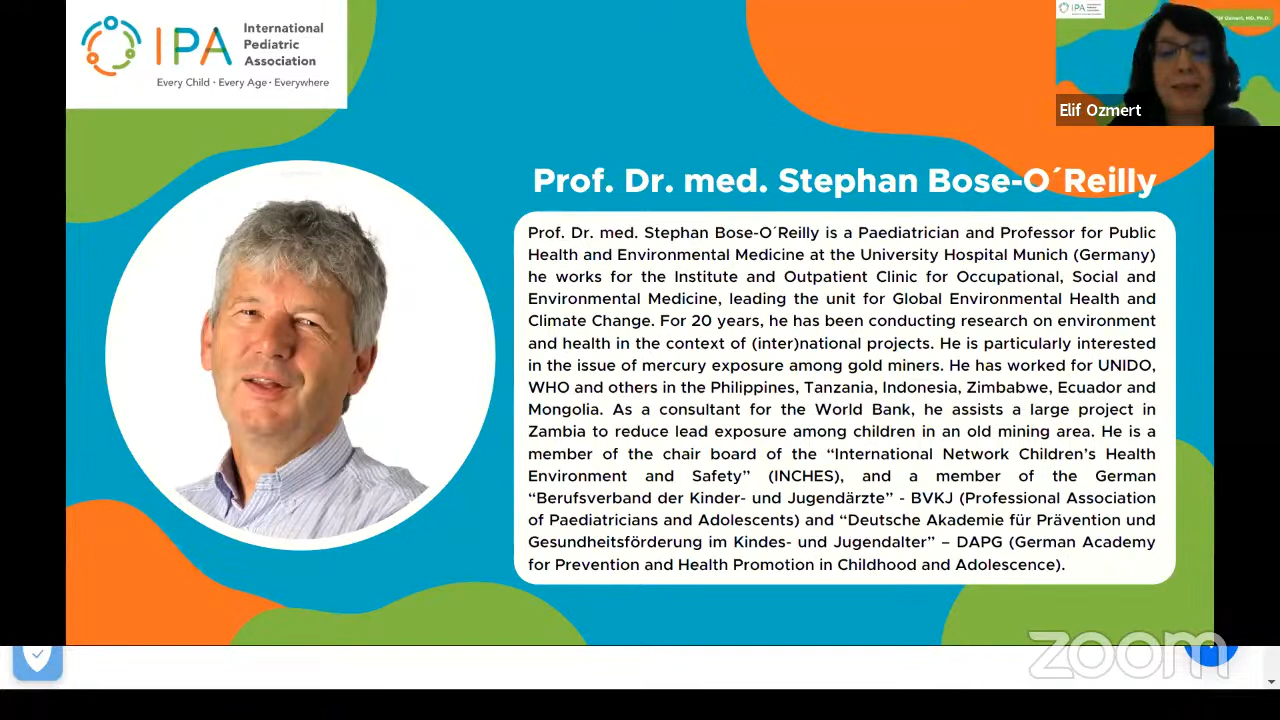 IPA
International
Pediatric
Association
Every Child · Every Age · Everywhere
IPA
Elif Ozmert
Prof. Dr. med. Stephan Bose-O´Reilly
Prof. Dr. med. Stephan Bose-O´Reilly is a Paediatrician and Professor for Public
Health and Environmental Medicine at the University Hospital Munich (Germany)
he works for the Institute and Outpatient Clinic for Occupational, Social and
Environmental Medicine, leading the unit for Global Environmental Health and
Climate Change. For 20 years, he has been conducting research on environment
and health in the context of (inter)national projects. He is particularly interested
in the issue of mercury exposure among gold miners. He has worked for UNIDO,
WHO and others in the Philippines, Tanzania, Indonesia, Zimbabwe, Ecuador and
Mongolia. As a consultant for the World Bank, he assists a large project in
Zambia to reduce lead exposure among children in an old mining area. He is a
member of the chair board of the “International Network Children’s Health
Environment and Safety” (INCHES), and a member of the German
“Berufsverband der Kinder- und Jugendärzte” - BVKJ (Professional Association
of Paediatricians and Adolescents) and “Deutsche Akademie für Prävention und
Gesundheitsförderung im Kindes- und Jugendalter” – DAPG (German Academy
for Prevention and Health Promotion in Childhood and Adolescence).
zoom